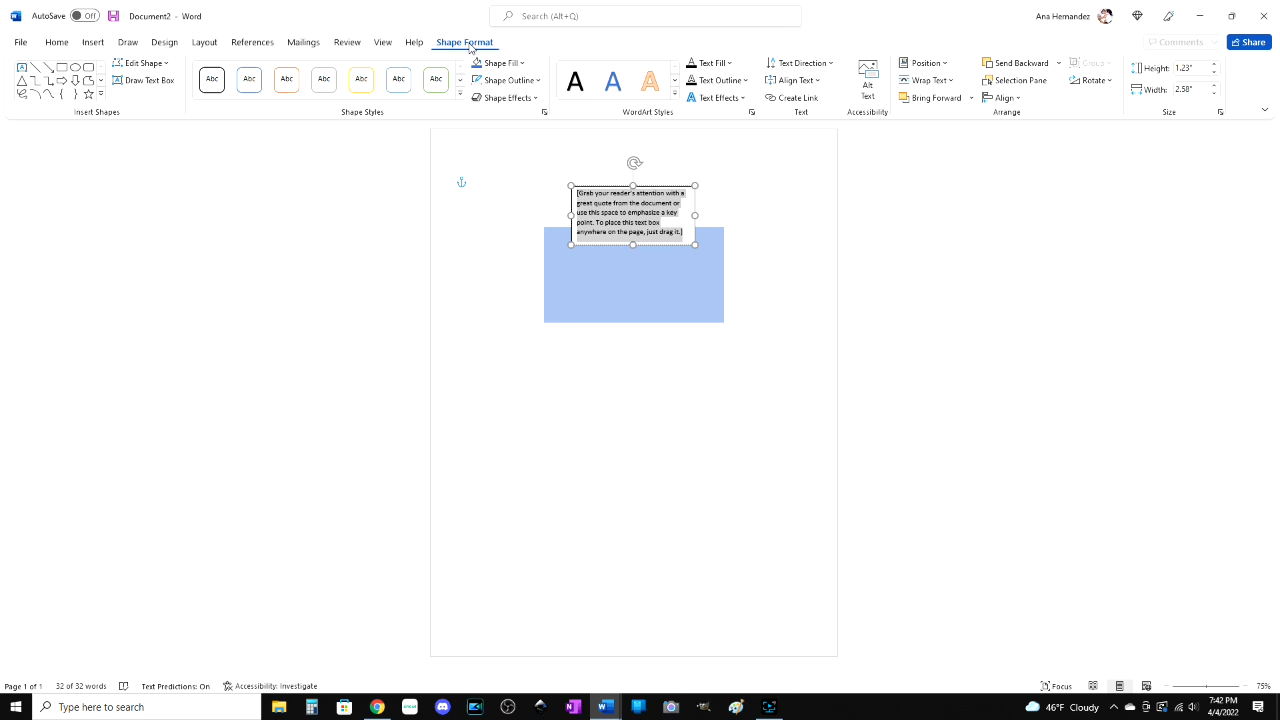 AutoSave Off Document2 - Word Search (Alt+Q) Ana Hernandez
File Home Insert Draw Design Layout References Mailings Review View Help Shape Format Comments Share
Edit Shape Abc Abc Abc Abc Abc Abc Abc Shape Fill A A A Text Fill Text Direction Position Send Backward Group Height: 1.23"
Draw Text Box Shape Outline Text Outline Align Text Alt Text Wrap Text Selection Pane Rotate Width: 2.58"
Shape Effects Text Effects Create Link Bring Forward Align
Insert Shapes Shape Styles WordArt Styles Text Accessibility Arrange Size
[Grab your reader's attention with a
great quote from the document or
use this space to emphasize a key
point. To place this text box
anywhere on the page, just drag it.]
Page 1 of 1 32 of 32 words Text Predictions: On Accessibility: Investigate Focus 75%
Type here to search 46°F Cloudy 7:42 PM
4/4/2022